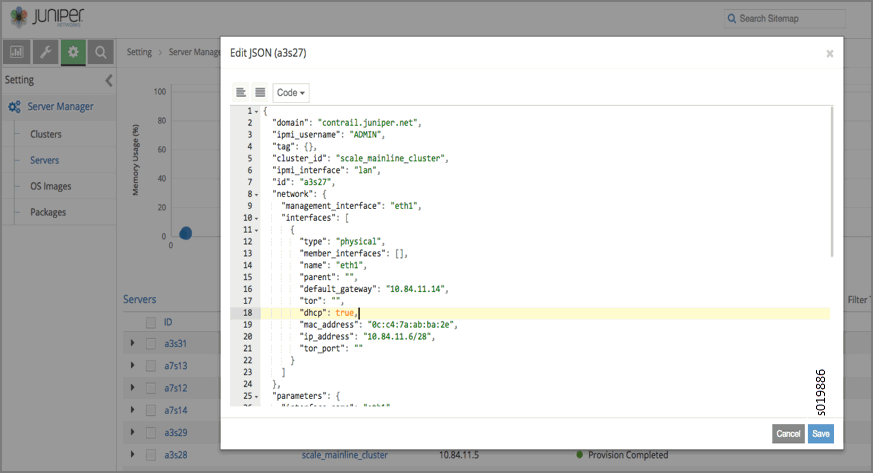 JUNIPER
NETWORKS
Search Sitemap
Setting > Server Manage
Edit JSON (a3s27)
×
Setting
Server Manager
Clusters
Servers
OS Images
Packages
Memory Usage (%)
100
80
60
40
20
0
0
Code
1 {
2 "domain": "contrail.juniper.net",
3 "ipmi_username": "ADMIN",
4 "tag": {},
5 "cluster_id": "scale_mainline_cluster",
6 "ipmi_interface": "lan",
7 "id": "a3s27",
8 "network": {
9 "management_interface": "eth1",
10 "interfaces": [
11 {
12 "type": "physical",
13 "member_interfaces": [],
14 "name": "eth1",
15 "parent": "",
16 "default_gateway": "10.84.11.14",
17 "tor": "",
18 "dhcp": true,
19 "mac_address": "0c:c4:7a:ab:ba:2e",
20 "ip_address": "10.84.11.6/28",
21 "tor_port": ""
22 }
23 ]
24 },
25 "parameters": {
Servers
Filter
ID
a3s31
a7s13
a7s12
a7s14
a3s29
a3s28 scale_mainline_cluster 10.84.11.5 Provision Completed
Cancel Save
s019886